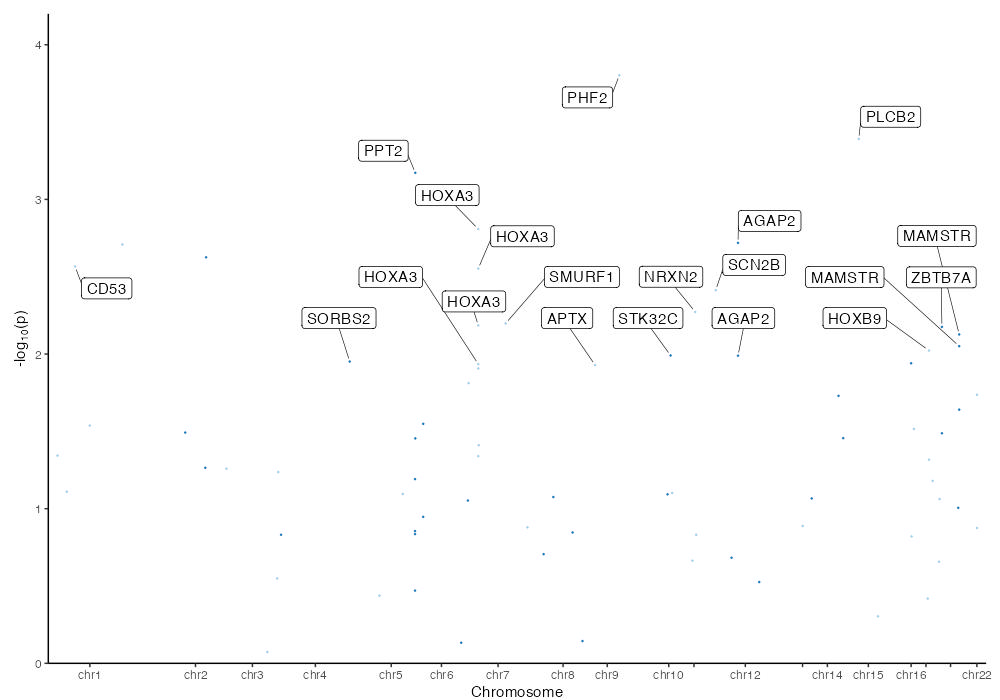 4
PHF2
PLCB2
PPT2
3
HOXA3
AGAP2
HOXA3
MAMSTR
SCN2B
HOXA3
SMURF1
NRXN2
MAMSTR
ZBTB7A
CD53
HOXA3
SORBS2
APTX
STK32C
AGAP2
HOXB9
-log10(p)
2
1
0
chr1 chr2 chr3 chr4 chr5 chr6 chr7 chr8 chr9 chr10 chr12 chr14 chr15 chr16 chr22
Chromosome